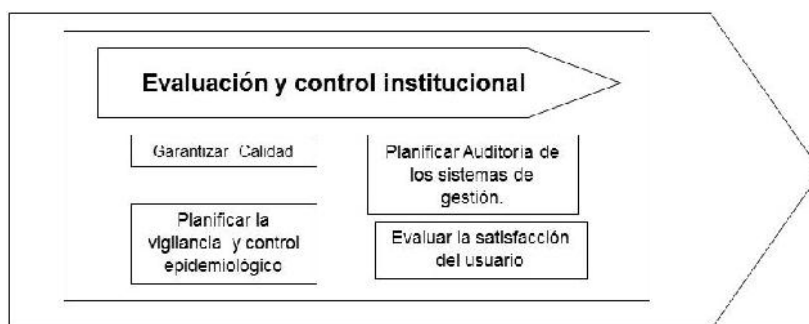 Evaluación y control institucional
Garantizar Calidad
Planificar Auditoria de
los sistemas de
gestión.
Planificar la
vigilancia y control
epidemiológico
Evaluar la satisfacción
del usuario